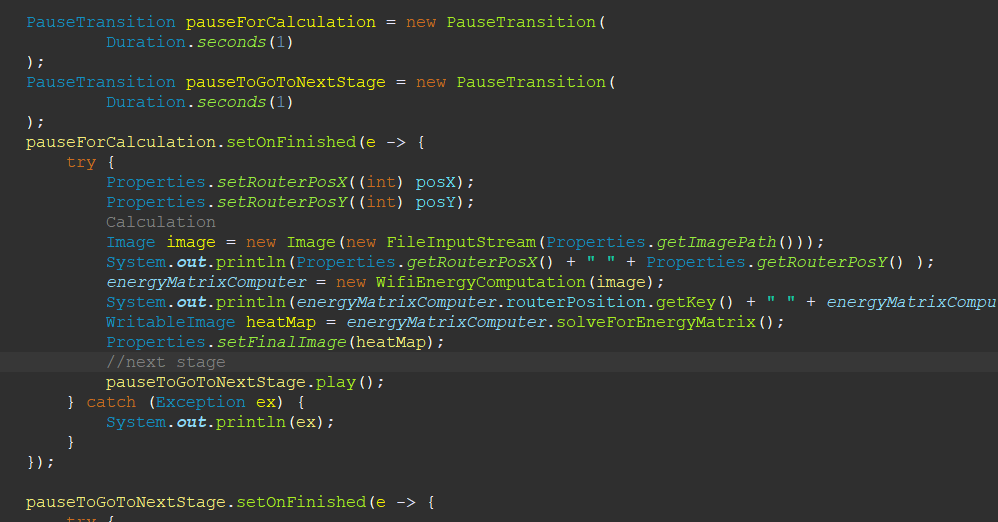 PauseTransition pauseForCalculation = new PauseTransition(
        Duration.seconds(1)
);
PauseTransition pauseToGoToNextStage = new PauseTransition(
        Duration.seconds(1)
);
pauseForCalculation.setOnFinished(e -> {
    try {
        Properties.setRouterPosX((int) posX);
        Properties.setRouterPosY((int) posY);
        Calculation
        Image image = new Image(new FileInputStream(Properties.getImagePath()));
        System.out.println(Properties.getRouterPosX() + " " + Properties.getRouterPosY() );
        energyMatrixComputer = new WifiEnergyComputation(image);
        System.out.println(energyMatrixComputer.routerPosition.getKey() + " " + energyMatrixCompu
        WritableImage heatMap = energyMatrixComputer.solveForEnergyMatrix();
        Properties.setFinalImage(heatMap);
        //next stage
        pauseToGoToNextStage.play();
    } catch (Exception ex) {
        System.out.println(ex);
    }
});

pauseToGoToNextStage.setOnFinished(e -> {
    try {